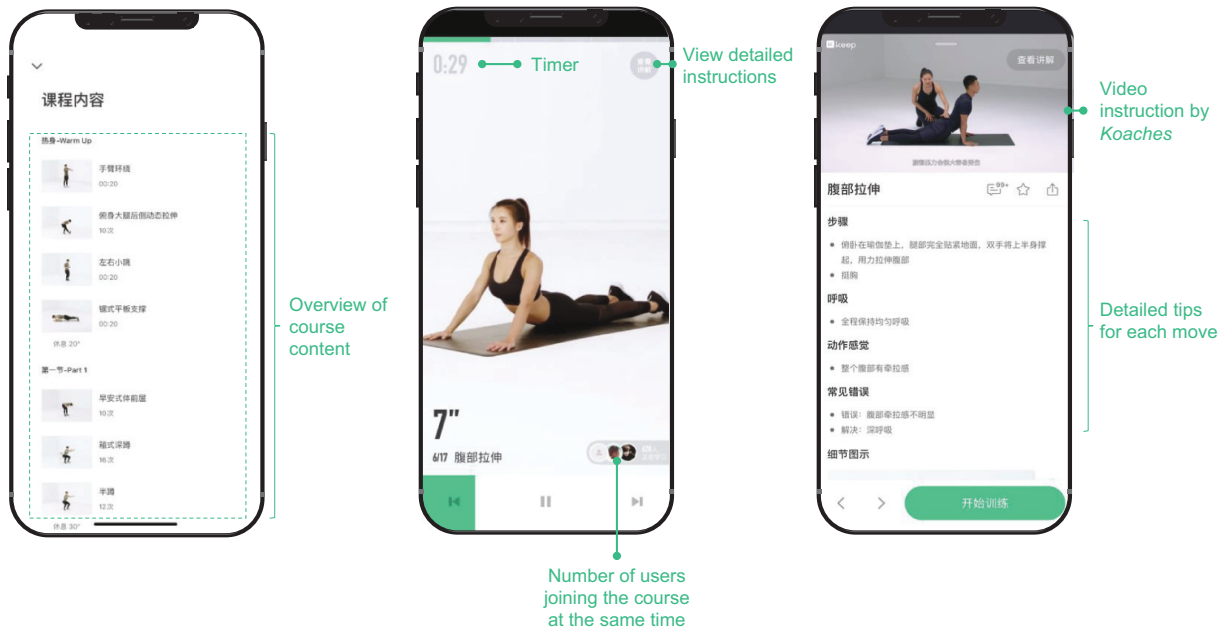 课程内容
热身-Warm Up
手臂环绕
00:20
俯身大腿后侧动态拉伸
10次
左右小跳
00:20
锯式平板支撑
00:20
休息 20"
第一节-Part 1
早安式体前屈
10次
箱式深蹲
16次
半蹲
12次
休息 30"
Overview of
course
content
0:29
Timer
查看
讲解
View detailed
instructions
7"
6/17 腹部拉伸
Number of users
joining the course
at the same time
keep
查看讲解
Video
instruction by
Koaches
腹部拉伸
99+
步骤
俯卧在瑜伽垫上，腿部完全贴紧地面，双手将上半身撑
起，用力拉伸腹部
挺胸
呼吸
全程保持均匀呼吸
动作感觉
整个腹部有牵拉感
常见错误
错误：腹部牵拉感不明显
解决：深呼吸
细节图示
Detailed tips
for each move
开始训练